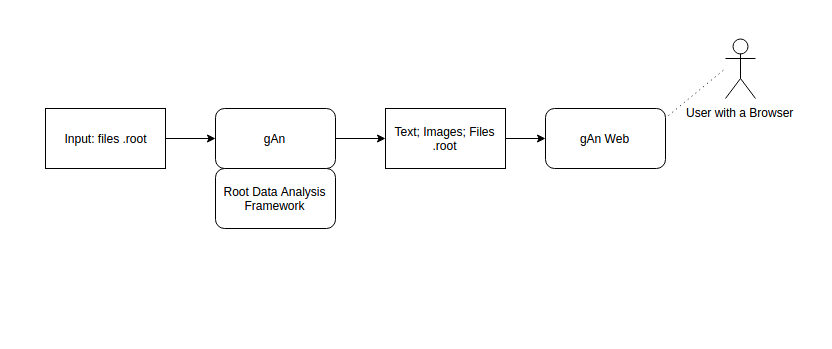 Input: files .root
gAn
Root Data Analysis
Framework
Text; Images; Files
.root
gAn Web
User with a Browser